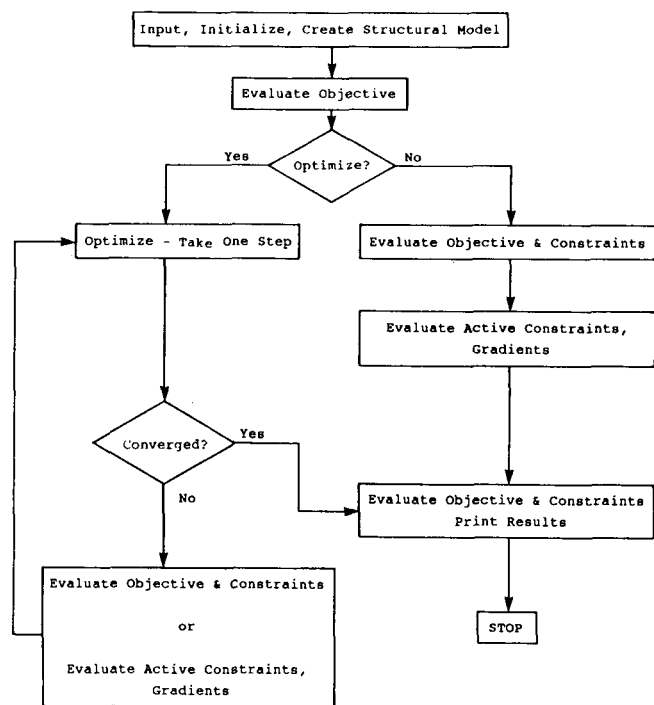 Input, Initialize, Create Structural Model
Evaluate Objective
Optimize?
Yes
No
Optimize - Take One Step
Evaluate Objective & Constraints
Evaluate Active Constraints,
Gradients
Converged?
Yes
No
Evaluate Objective & Constraints
Print Results
STOP
Evaluate Objective & Constraints
or
Evaluate Active Constraints,
Gradients